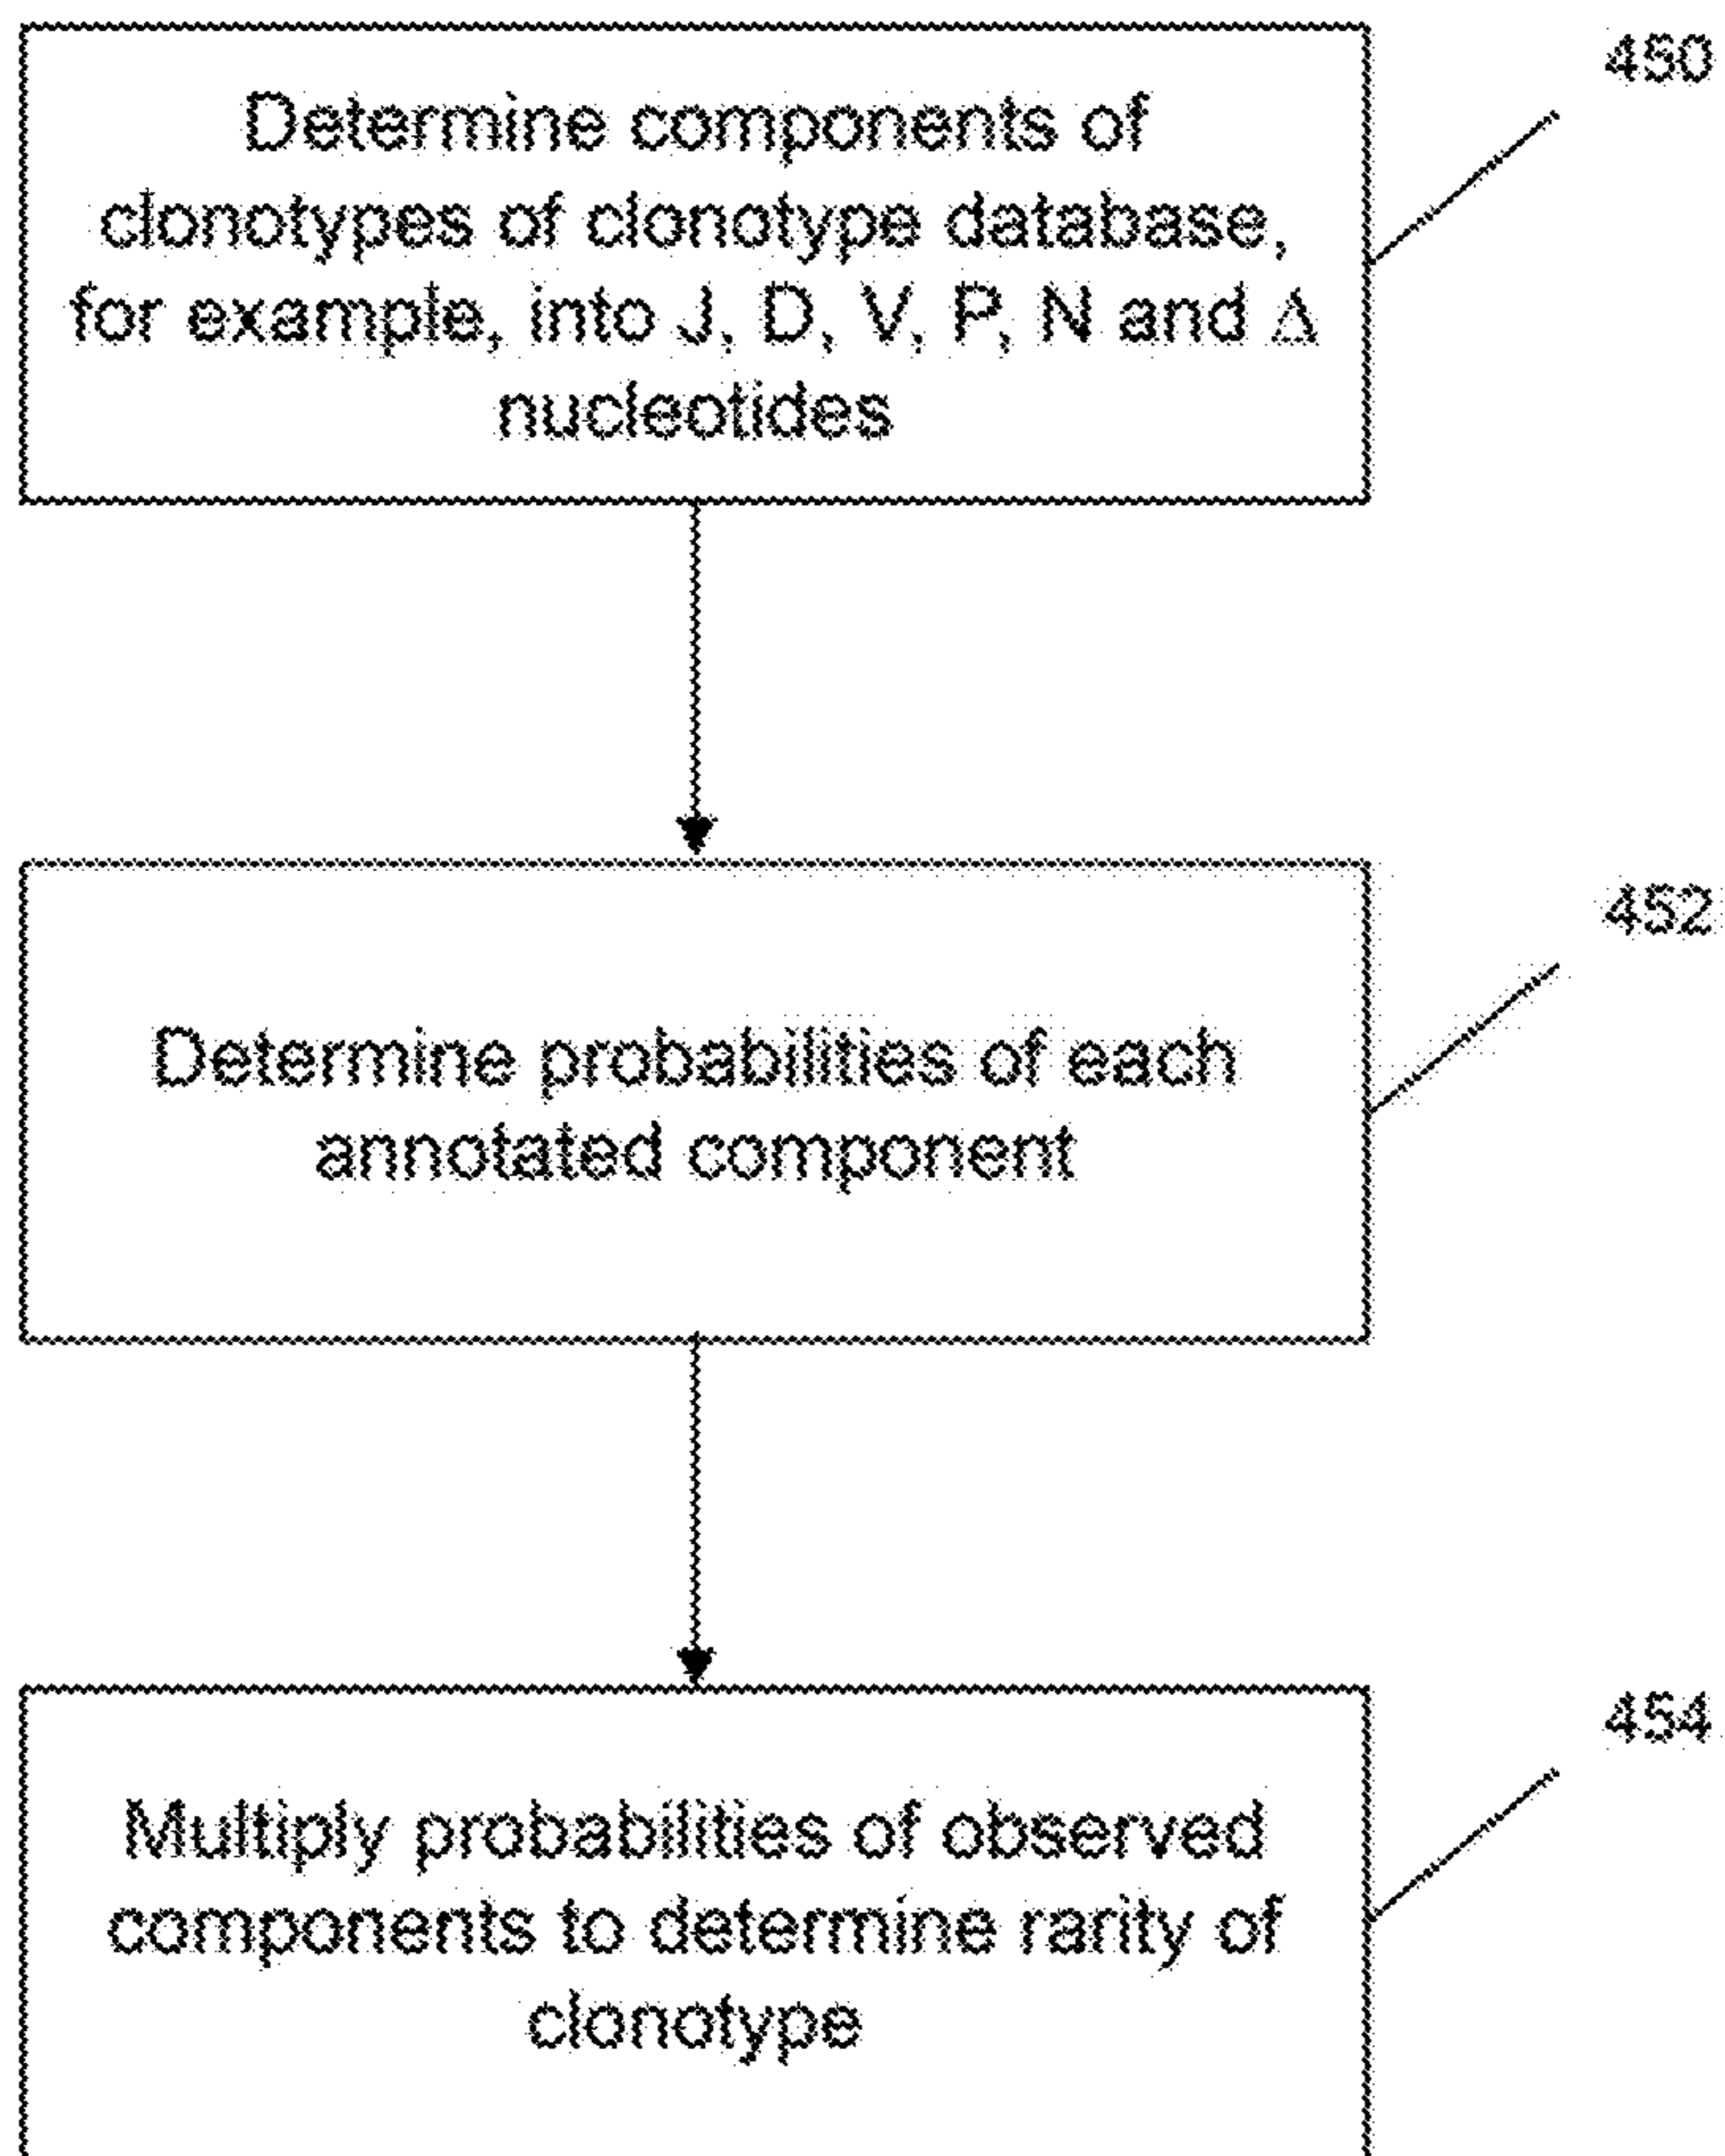 450
Determine components of
clonotypes of clonotype database,
for example, into J, D, V, P, N and Δ
nucleotides
452
Determine probabilities of each
annotated component
454
Multiply probabilities of observed
components to determine rarity of
clonotype